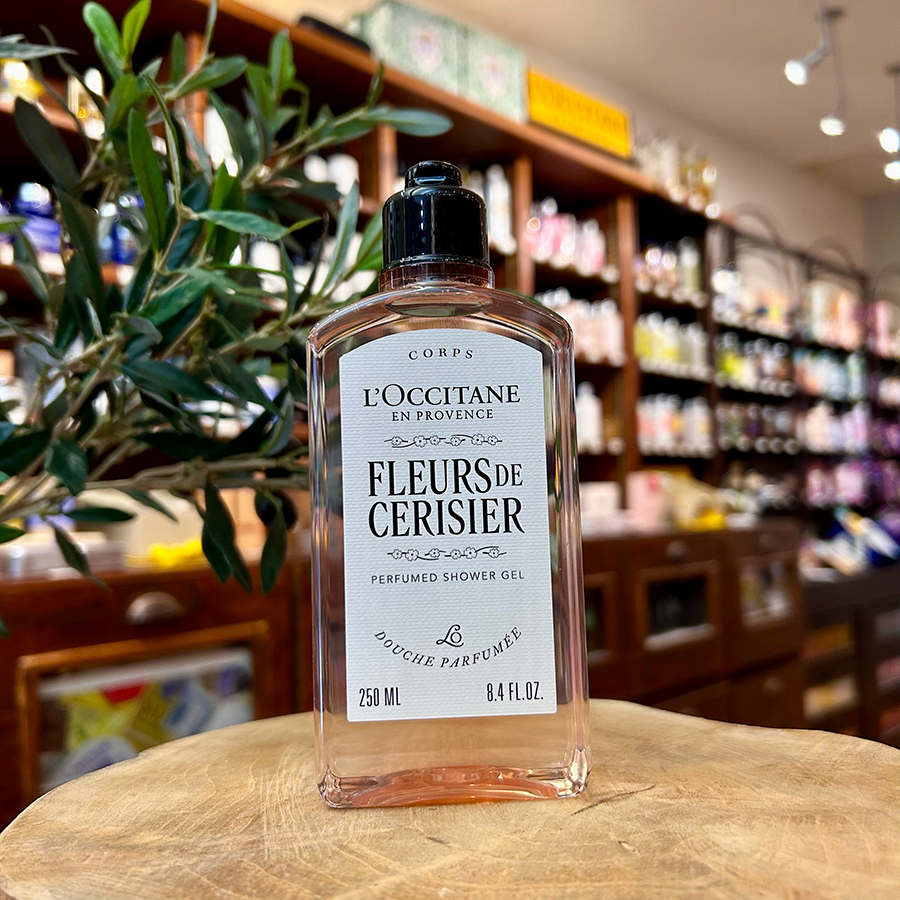 CORPS
L'OCCITANE
EN PROVENCE
FLEURS DE
CERISIER
PERFUMED SHOWER GEL
LO
DOUCHE PARFUMÉE
250 ML 8.4 FL.OZ.